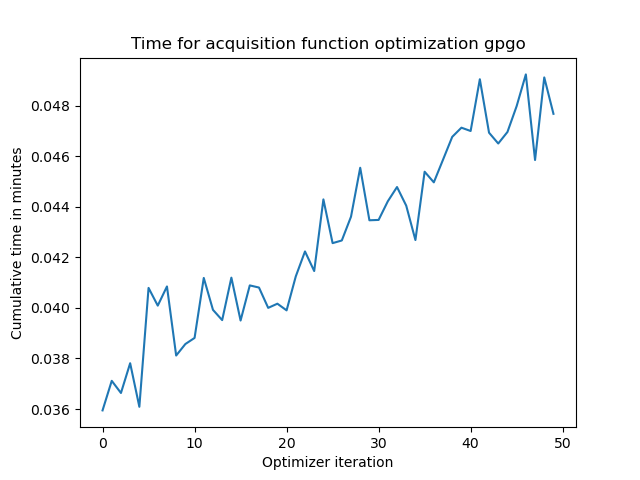 Time for acquisition function optimization gpgo
Cumulative time in minutes
0.048
0.046
0.044
0.042
0.040
0.038
0.036
0 10 20 30 40 50
Optimizer iteration